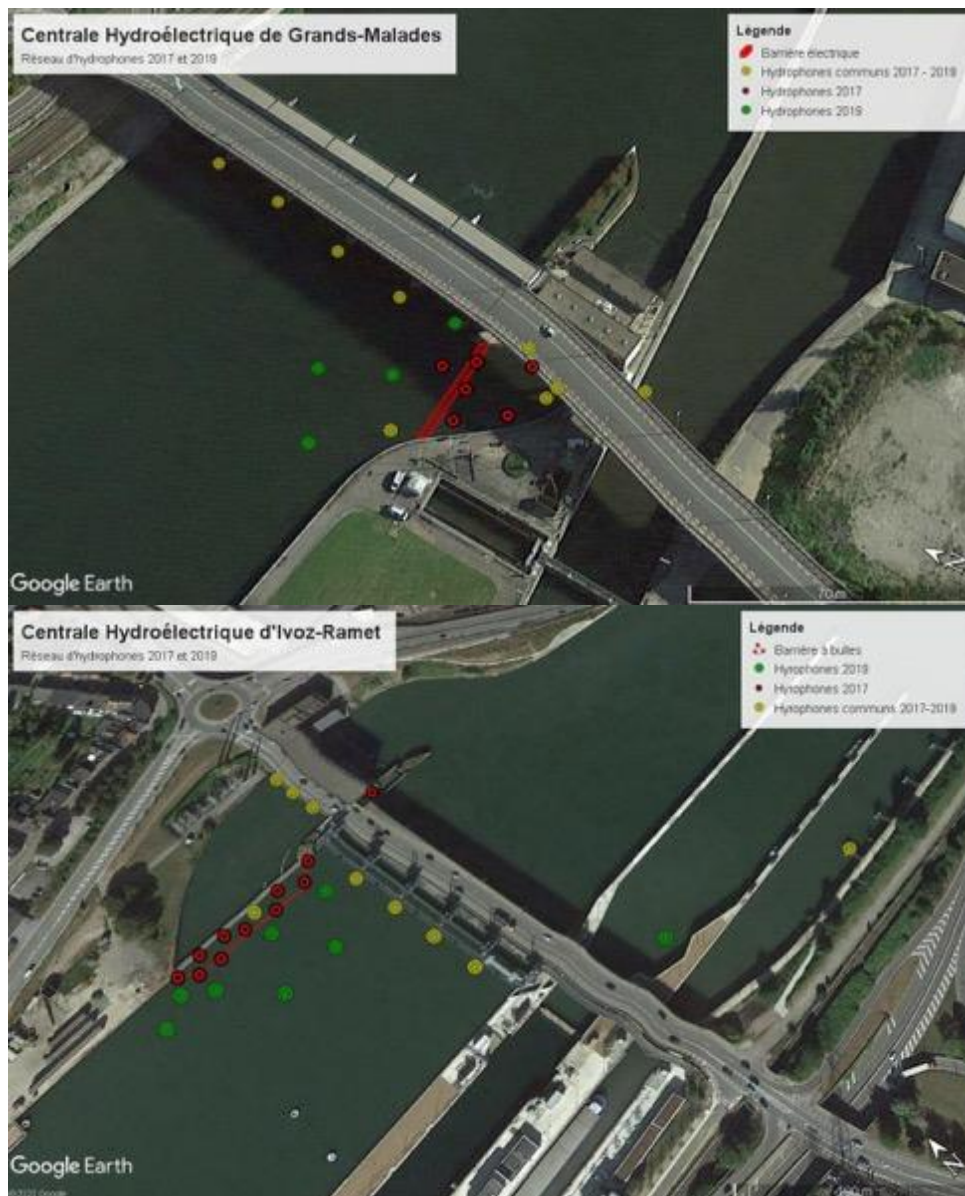 Centrale Hydroélectrique de Grands-Malades
Réseau d'hydrophones 2017 et 2019
Légende
Barrière électrique
Hydrophones communs 2017 - 2019
Hydrophones 2017
Hydrophones 2019
N
70 m
Google Earth
Centrale Hydroélectrique d'Ivoz-Ramet
Réseau d'hydrophones 2017 et 2019
Légende
Barrière à bulles
Hyrophones 2019
Hyrophones 2017
Hyrophones communs 2017-2019
N
Google Earth